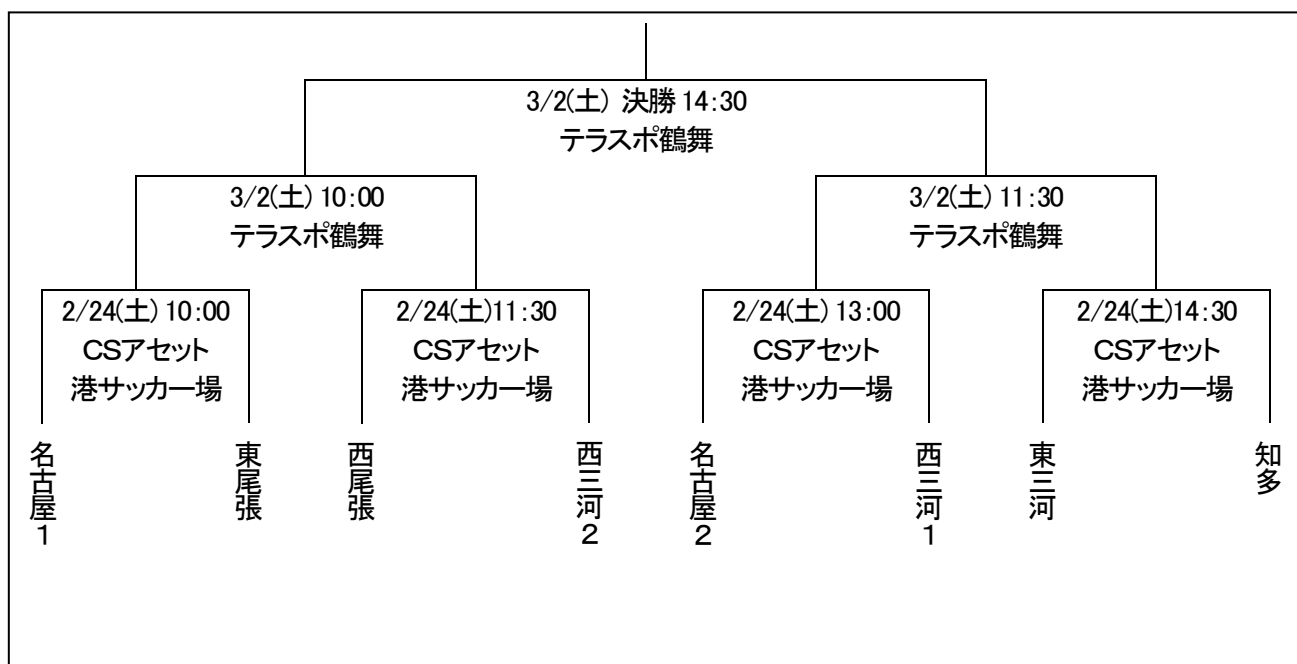 3/2(土) 決勝 14:30
テラスポ鶴舞
3/2(土) 10:00
テラスポ鶴舞
3/2(土) 11:30
テラスポ鶴舞
2/24(土) 10:00
CSアセット
港サッカー場
2/24(土)11:30
CSアセット
港サッカー場
2/24(土) 13:00
CSアセット
港サッカー場
2/24(土)14:30
CSアセット
港サッカー場
名古屋1
東尾張
西尾張
西三河2
名古屋2
西三河1
東三河
知多